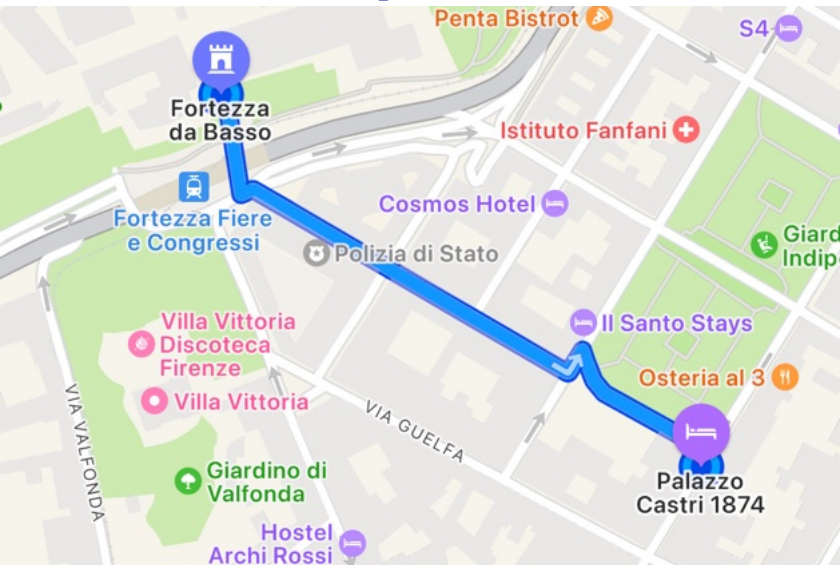 Penta Bistrot
S4
Fortezza
da Basso
Istituto Fanfani
Cosmos Hotel
Fortezza Fiere
e Congressi
Polizia di Stato
Giard
Indip
Villa Vittoria
Discoteca
Firenze
Il Santo Stays
Osteria al 3
Villa Vittoria
VIA GUELFA
VIA VALFONDA
Giardino di
Valfonda
Palazzo
Castri 1874
Hostel
Archi Rossi